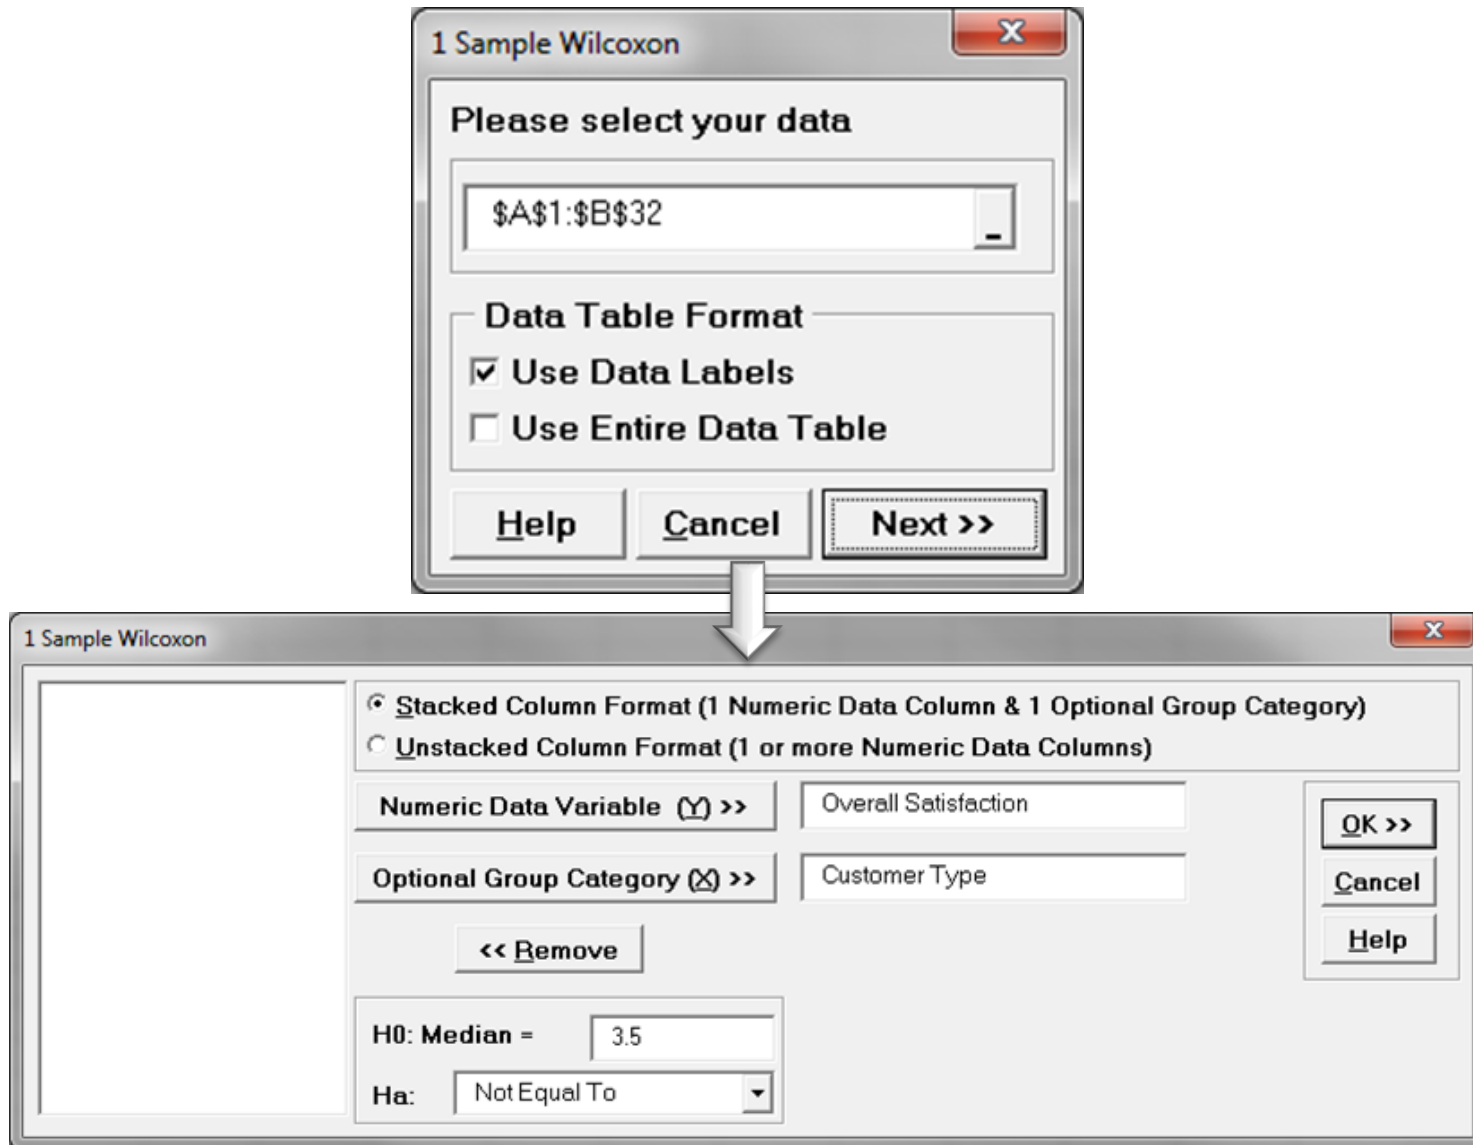 1 Sample Wilcoxon
x
Please select your data
$A$1:$B$32
_
Data Table Format
Use Data Labels
Use Entire Data Table
Help Cancel Next >>
1 Sample Wilcoxon
x
Stacked Column Format (1 Numeric Data Column & 1 Optional Group Category)
Unstacked Column Format (1 or more Numeric Data Columns)
Numeric Data Variable (Y) >> Overall Satisfaction
Optional Group Category (X) >> Customer Type
<< Remove
OK >>
Cancel
Help
H0: Median = 3.5
Ha: Not Equal To